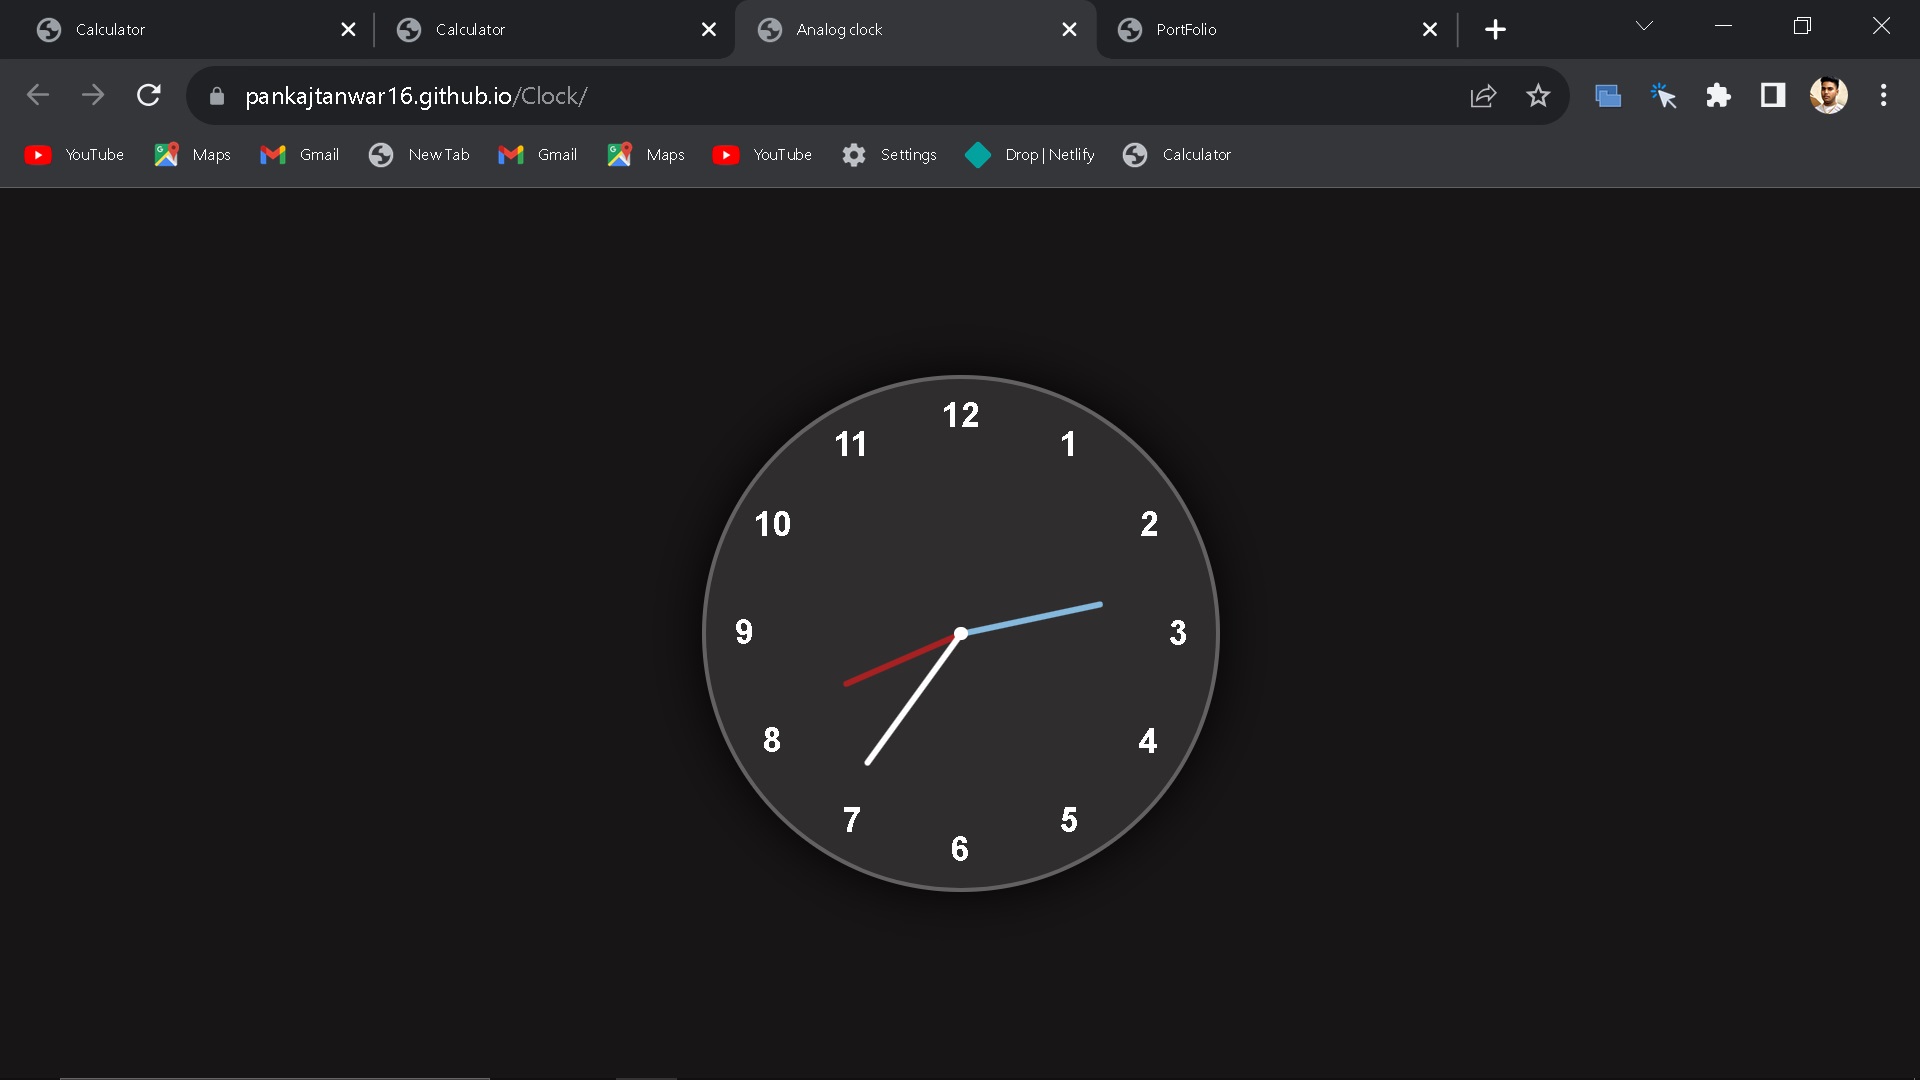 Calculator Calculator Analog clock PortFolio
pankajtanwar16.github.io/Clock/
YouTube Maps Gmail New Tab Gmail Maps YouTube Settings Drop | Netlify Calculator
12
11 1
10 2
9 3
8 4
7 5
6